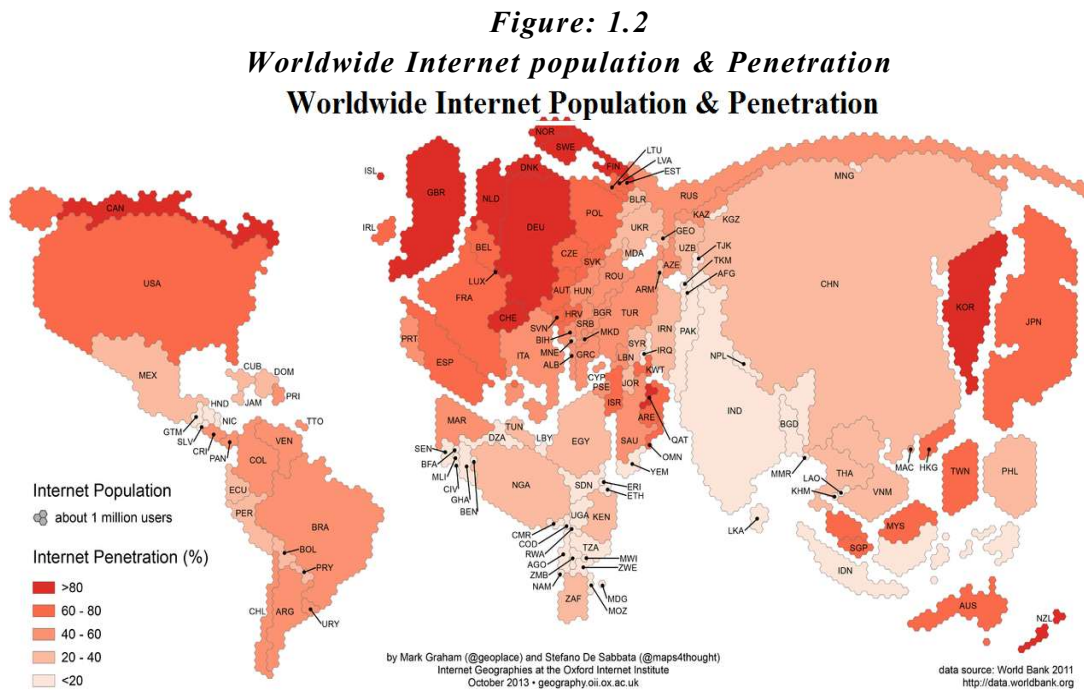 Figure: 1.2
Worldwide Internet population & Penetration
Worldwide Internet Population & Penetration
NOR
SWE
ISL
DNK
FIN
LTU
LVA
EST
CAN
GBR
NLD
RUS
MNG
IRL
DEU
POL
BLR
KAZ
KGZ
UKR
GEO
BEL
CZE
MDA
UZB
TJK
USA
LUX
SVK
AZE
TKM
FRA
AUT
HUN
ROU
ARM
AFG
CHN
KOR
JPN
CHE
SVN
HRV
BGR
TUR
SRB
PRT
BIH
MKD
IRN
PAK
ESP
ITA
MNE
ALB
GRC
SYR
LBN
IRQ
NPL
MEX
CUB
DOM
JAM
PRI
CYP
PSE
JOR
KWT
ISR
ARE
IND
GTM
HND
NIC
TTO
MAR
TUN
DZA
LBY
EGY
SAU
QAT
OMN
BGD
SLV
CRI
PAN
VEN
COL
SEN
BFA
MLI
CIV
GHA
BEN
NGA
YEM
ERI
ETH
SDN
MMR
LAO
KHM
THA
VNM
MAC
HKG
TWN
PHL
ECU
PER
BRA
BOL
PRY
CHL
ARG
URY
CMR
COD
RWA
AGO
ZMB
NAM
UGA
KEN
TZA
MWI
ZWE
MDG
MOZ
ZAF
LKA
SGP
MYS
IDN
AUS
NZL
Internet Population
about 1 million users
Internet Penetration (%)
>80
60 - 80
40 - 60
20 - 40
<20
by Mark Graham (@geoplace) and Stefano De Sabbata (@maps4thought)
Internet Geographies at the Oxford Internet Institute
October 2013 • geography.oii.ox.ac.uk
data source: World Bank 2011
http://data.worldbank.org